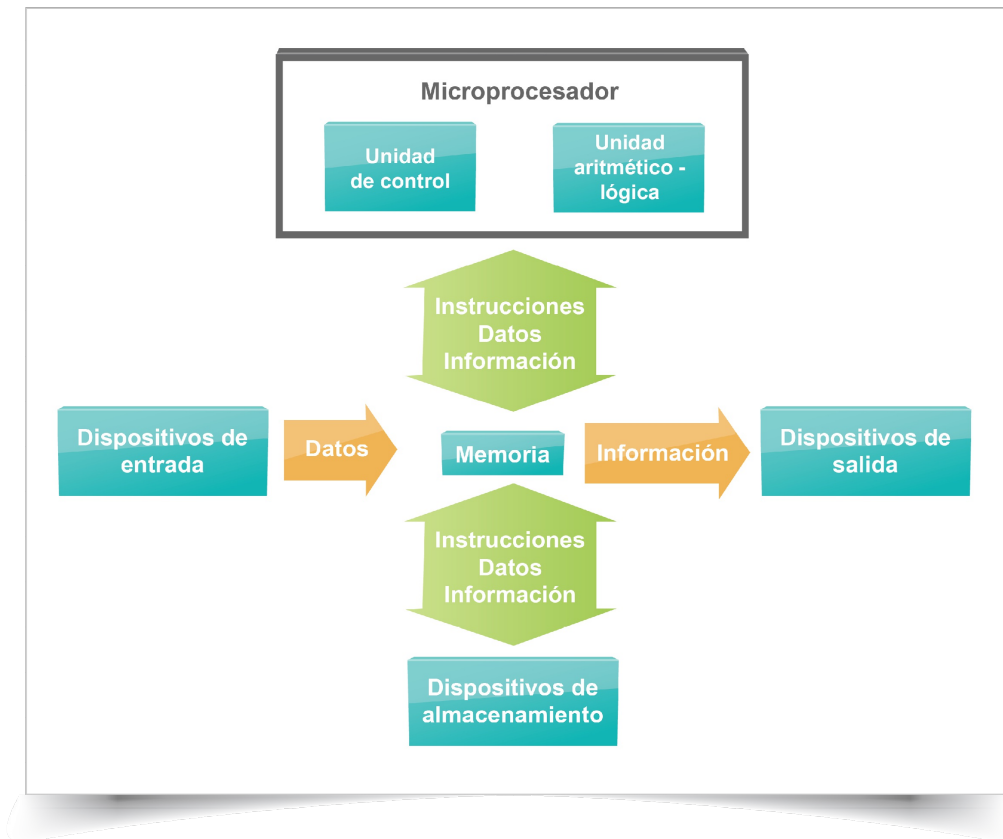 Microprocesador
Unidad
de control
Unidad
aritmético -
lógica
Instrucciones
Datos
Información
Dispositivos de
entrada
Datos
Memoria
Información
Dispositivos de
salida
Instrucciones
Datos
Información
Dispositivos de
almacenamiento